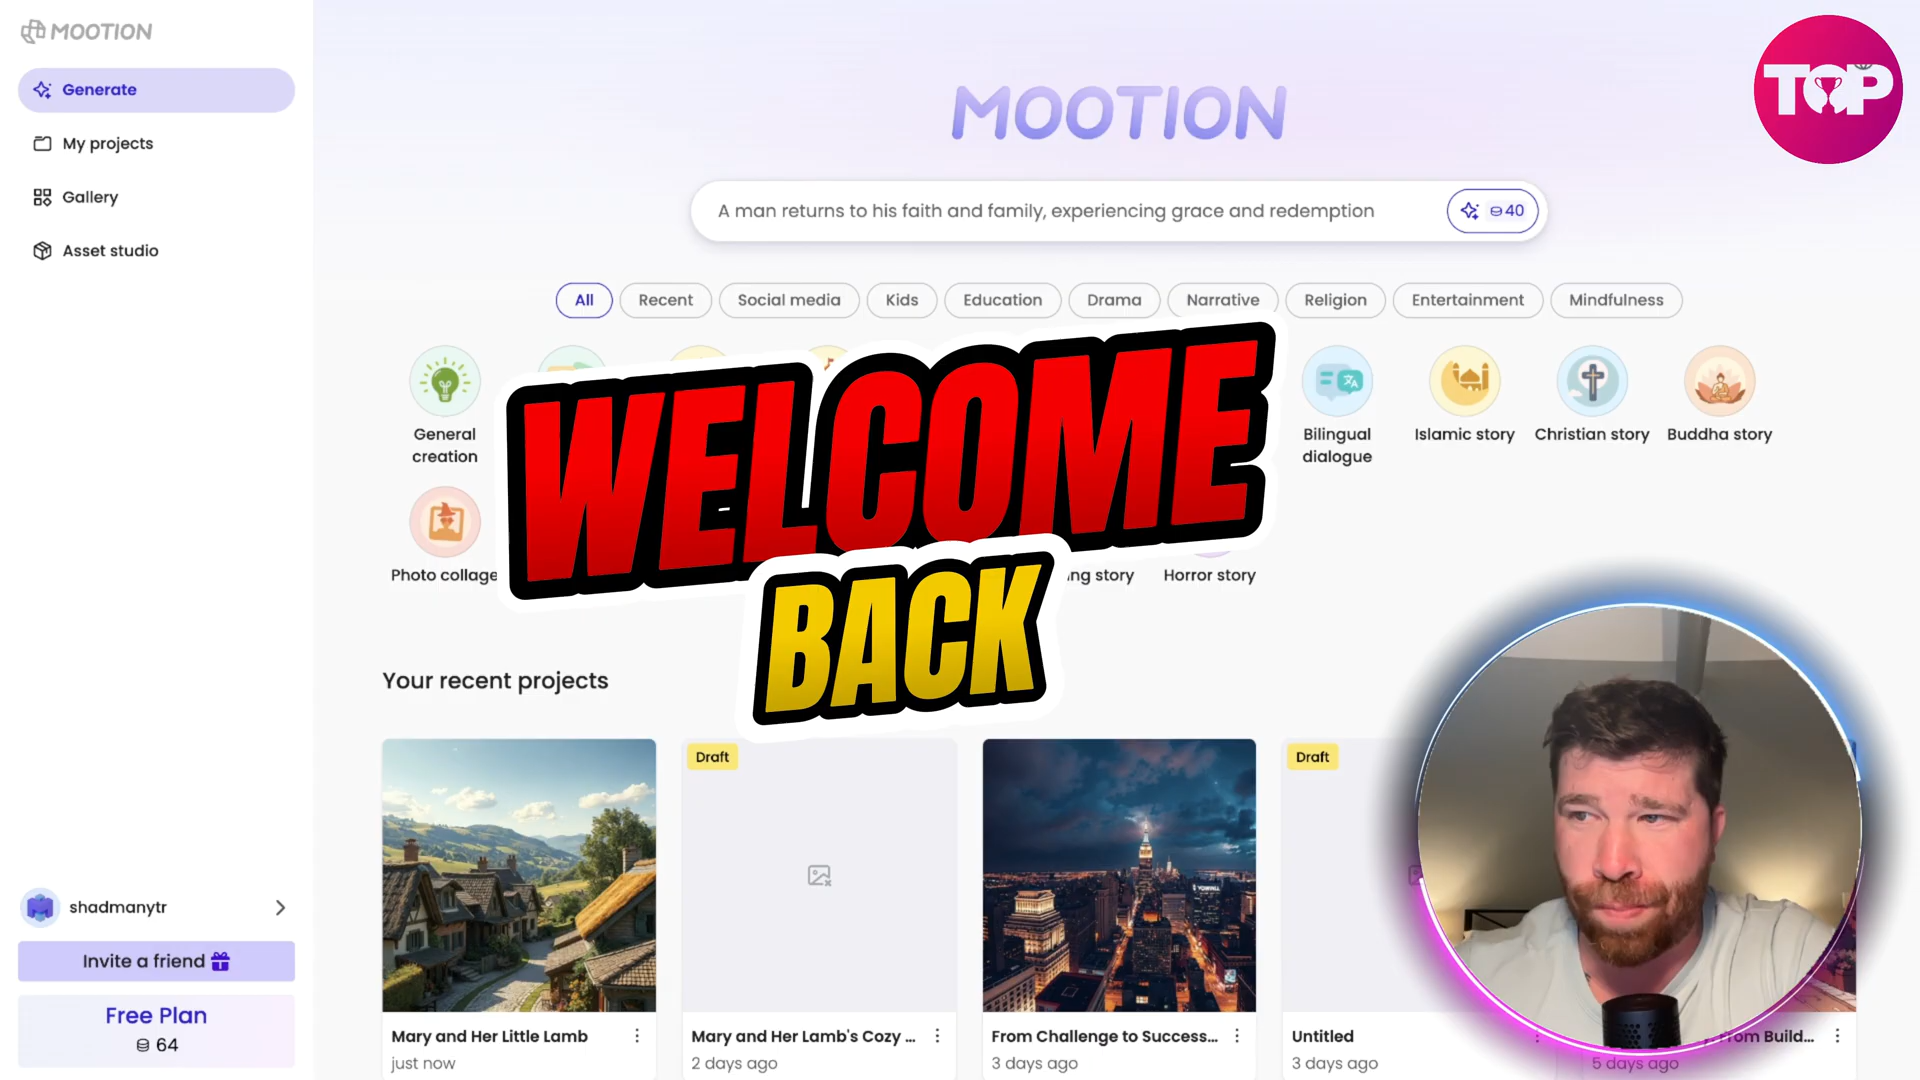 MOOTION
Generate
My projects
Gallery
Asset studio
MOOTION
TOP
A man returns to his faith and family, experiencing grace and redemption
40
All
Recent
Social media
Kids
Education
Drama
Narrative
Religion
Entertainment
Mindfulness
General
creation
Bilingual
dialogue
Islamic story
Christian story
Buddha story
WELCOME
BACK
Photo collage
ng story
Horror story
Your recent projects
Draft
Draft
Mary and Her Little Lamb
just now
Mary and Her Lamb's Cozy ...
2 days ago
From Challenge to Success...
3 days ago
Untitled
3 days ago
From Build...
5 days ago
shadmanytr
Invite a friend
Free Plan
64